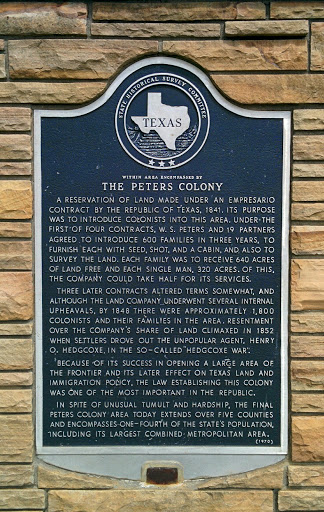 STATE HISTORICAL SURVEY COMMITTEE
TEXAS
WITHIN AREA ENCOMPASSED BY
THE PETERS COLONY
A RESERVATION OF LAND MADE UNDER AN EMPRESARIO
CONTRACT BY THE REPUBLIC OF TEXAS, 1841. ITS PURPOSE
WAS TO INTRODUCE COLONISTS INTO THIS AREA. UNDER THE
FIRST OF FOUR CONTRACTS, W. S. PETERS AND 19 PARTNERS
AGREED TO INTRODUCE 600 FAMILIES IN THREE YEARS, TO
FURNISH EACH WITH SEED, SHOT, AND A CABIN, AND ALSO TO
SURVEY THE LAND. EACH FAMILY WAS TO RECEIVE 640 ACRES
OF LAND FREE AND EACH SINGLE MAN, 320 ACRES. OF THIS,
THE COMPANY COULD TAKE HALF FOR ITS SERVICES.
THREE LATER CONTRACTS ALTERED TERMS SOMEWHAT, AND
ALTHOUGH THE LAND COMPANY UNDERWENT SEVERAL INTERNAL
UPHEAVALS, BY 1848 THERE WERE APPROXIMATELY 1,800
COLONISTS AND THEIR FAMILIES IN THE AREA. RESENTMENT
OVER THE COMPANY'S SHARE OF LAND CLIMAXED IN 1852
WHEN SETTLERS DROVE OUT THE UNPOPULAR AGENT, HENRY
O. HEDGCOXE, IN THE SO-CALLED 'HEDGCOXE WAR'.
BECAUSE OF ITS SUCCESS IN OPENING A LARGE AREA OF
THE FRONTIER AND ITS LATER EFFECT ON TEXAS LAND AND
IMMIGRATION POLICY, THE LAW ESTABLISHING THIS COLONY
WAS ONE OF THE MOST IMPORTANT IN THE REPUBLIC.
IN SPITE OF UNUSUAL TUMULT AND HARDSHIP, THE FINAL
PETERS COLONY AREA TODAY EXTENDS OVER FIVE COUNTIES
AND ENCOMPASSES ONE-FOURTH OF THE STATE'S POPULATION,
INCLUDING ITS LARGEST COMBINED METROPOLITAN AREA.
(1970)